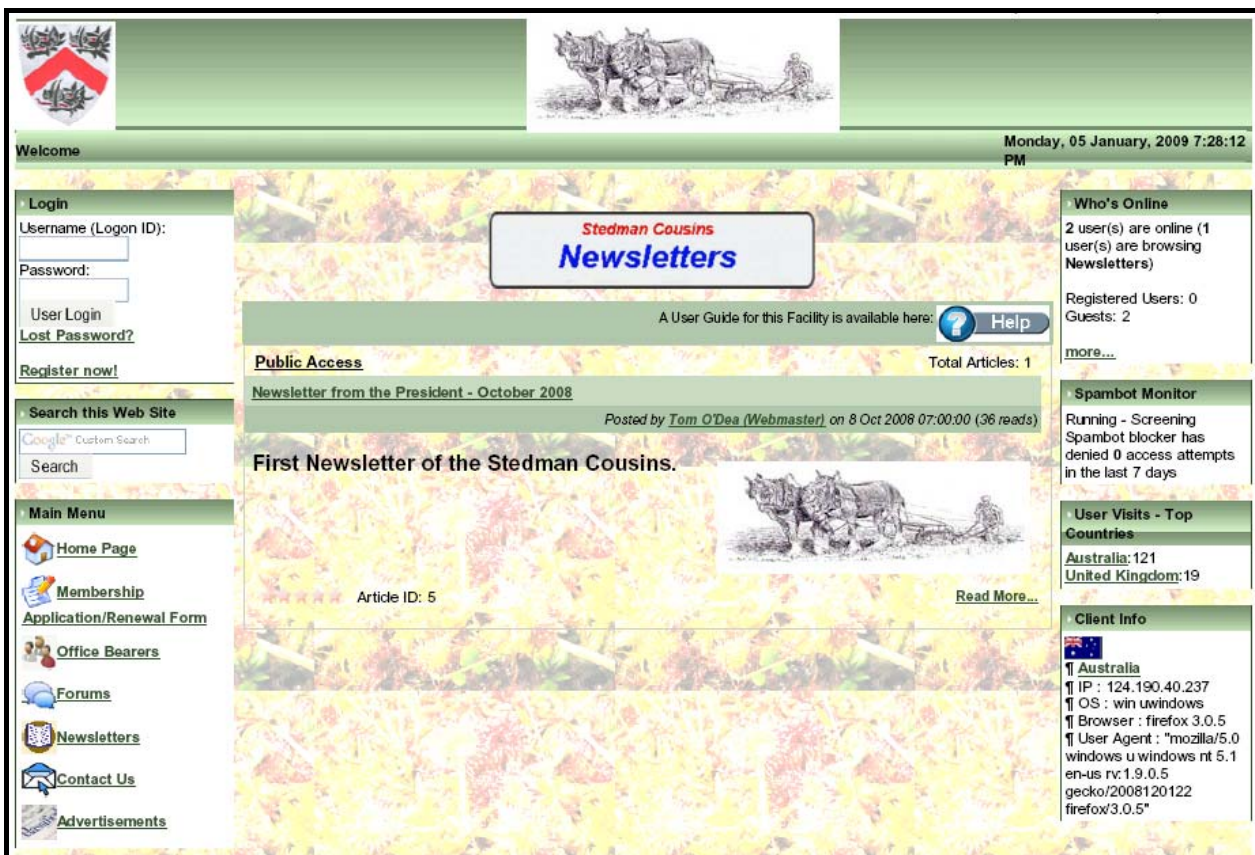 Welcome
Monday, 05 January, 2009 7:28:12
PM
Login
Username (Logon ID):
Password:
User Login
Lost Password?
Register now!
Search this Web Site
Google™ Custom Search
Search
Main Menu
Home Page
Membership
Application/Renewal Form
Office Bearers
Forums
Newsletters
Contact Us
Advertisements
Stedman Cousins
Newsletters
A User Guide for this Facility is available here:
? Help
Public Access
Total Articles: 1
Newsletter from the President - October 2008
Posted by Tom O'Dea (Webmaster) on 8 Oct 2008 07:00:00 (36 reads)
First Newsletter of the Stedman Cousins.
Article ID: 5
Read More...
Who's Online
2 user(s) are online (1
user(s) are browsing
Newsletters)
Registered Users: 0
Guests: 2
more...
Spambot Monitor
Running - Screening
Spambot blocker has
denied 0 access attempts
in the last 7 days
User Visits - Top
Countries
Australia:121
United Kingdom:19
Client Info
¶ Australia
¶ IP : 124.190.40.237
¶ OS : win uwindows
¶ Browser : firefox 3.0.5
¶ User Agent : "mozilla/5.0
windows u windows nt 5.1
en-us rv:1.9.0.5
gecko/2008120122
firefox/3.0.5"